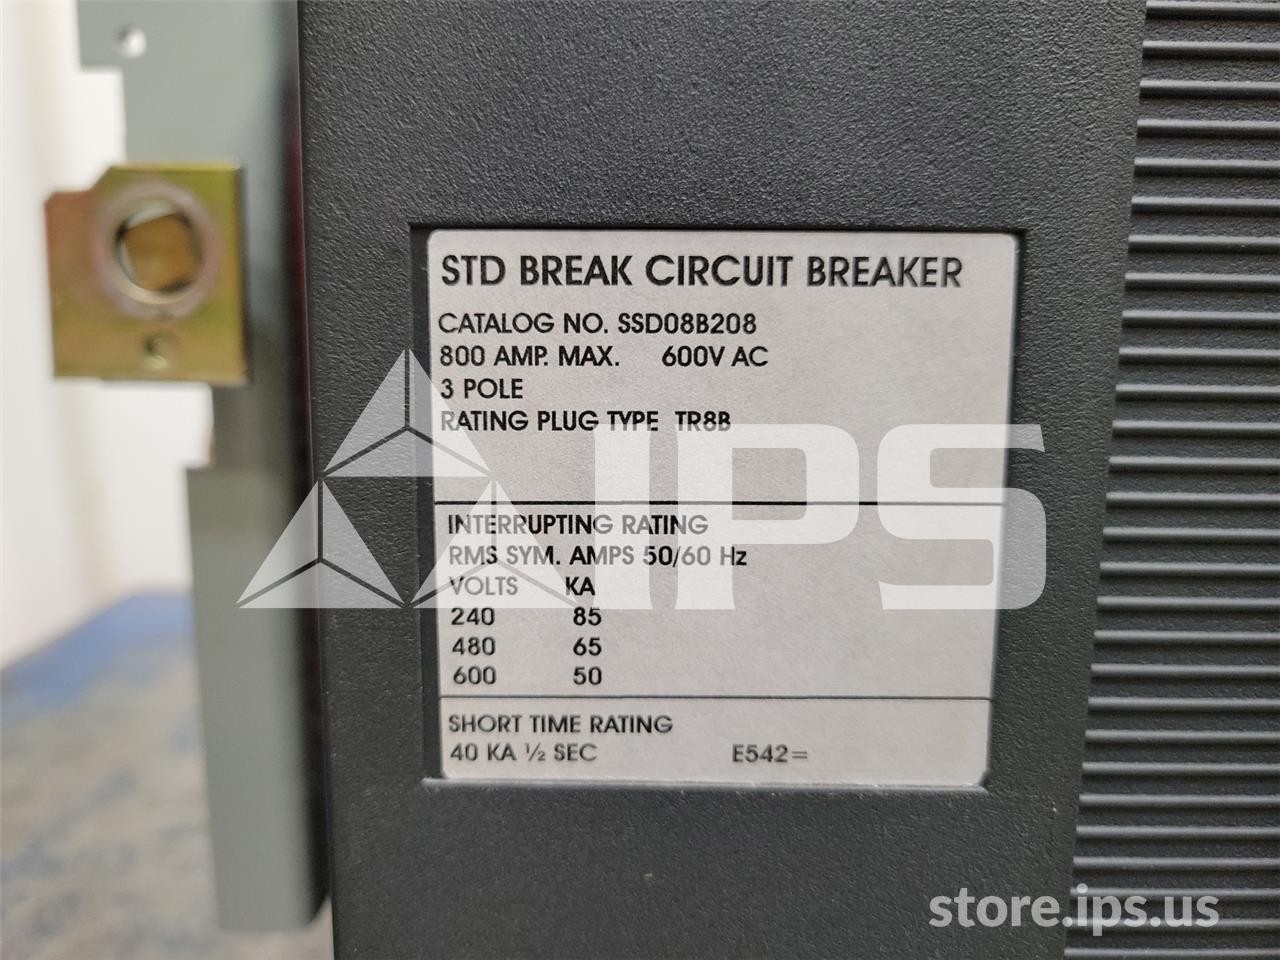 STD BREAK CIRCUIT BREAKER
CATALOG NO. SSD08B208
800 AMP. MAX. 600V AC
3 POLE
RATING PLUG TYPE TR8B
IPS
INTERRUPTING RATING
RMS SYM. AMPS 50/60 Hz
VOLTS KA
240 85
480 65
600 50
SHORT TIME RATING
40 KA ½ SEC E542=
store.ips.us